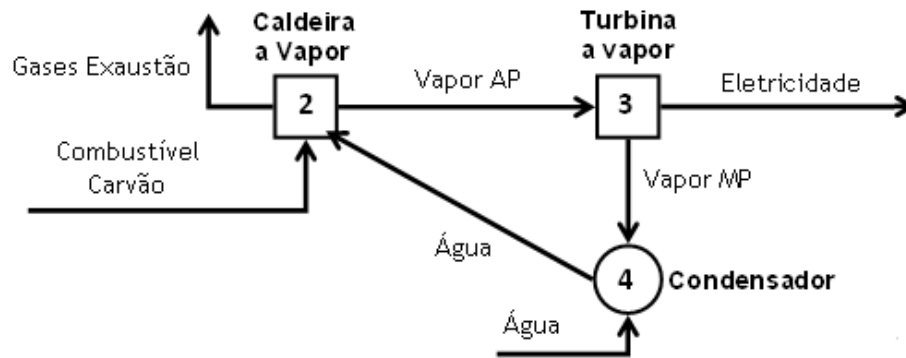 Caldeira
a Vapor
Turbina
a vapor
Gases Exaustão
2
Vapor AP
3
Eletricidade
Combustível
Carvão
Vapor MP
Água
4
Condensador
Água